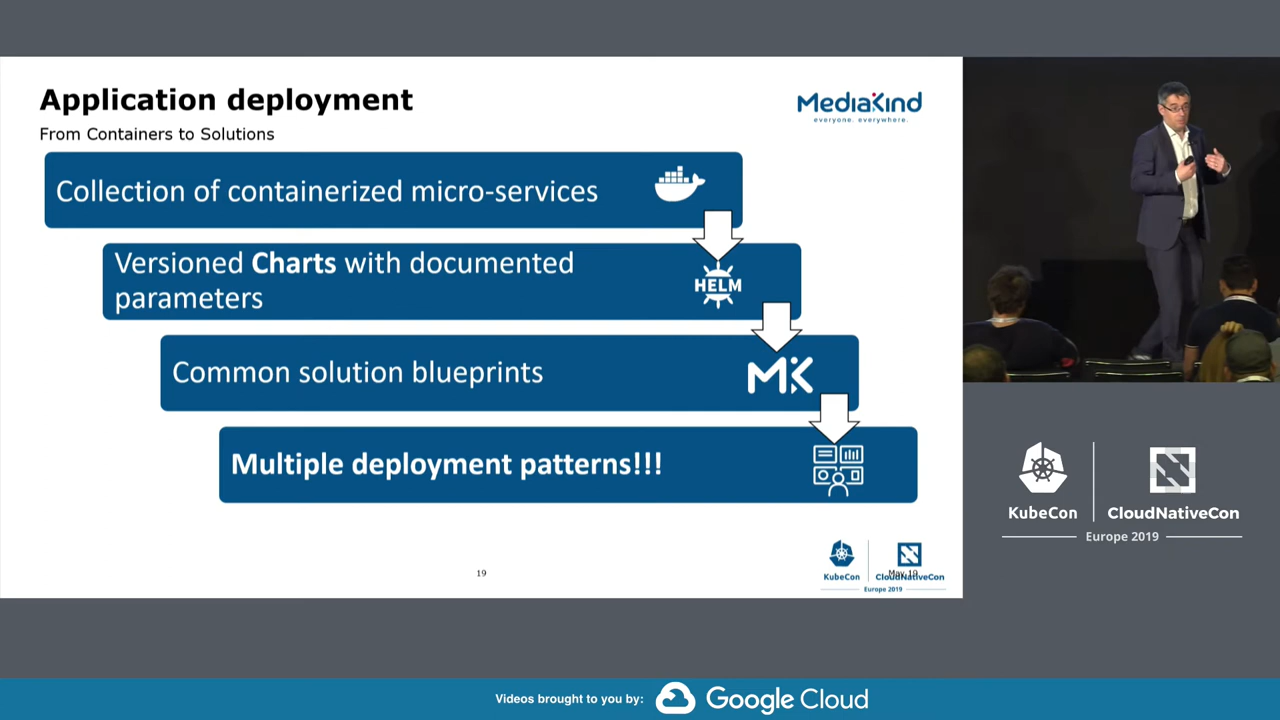 Application deployment
From Containers to Solutions
MediaKind
everyone. everywhere.
Collection of containerized micro-services
Versioned Charts with documented
parameters
HELM
Common solution blueprints
MK
Multiple deployment patterns!!!
19
May 19
KubeCon
CloudNativeCon
Europe 2019
KubeCon
CloudNativeCon
Europe 2019
Videos brought to you by:
Google Cloud